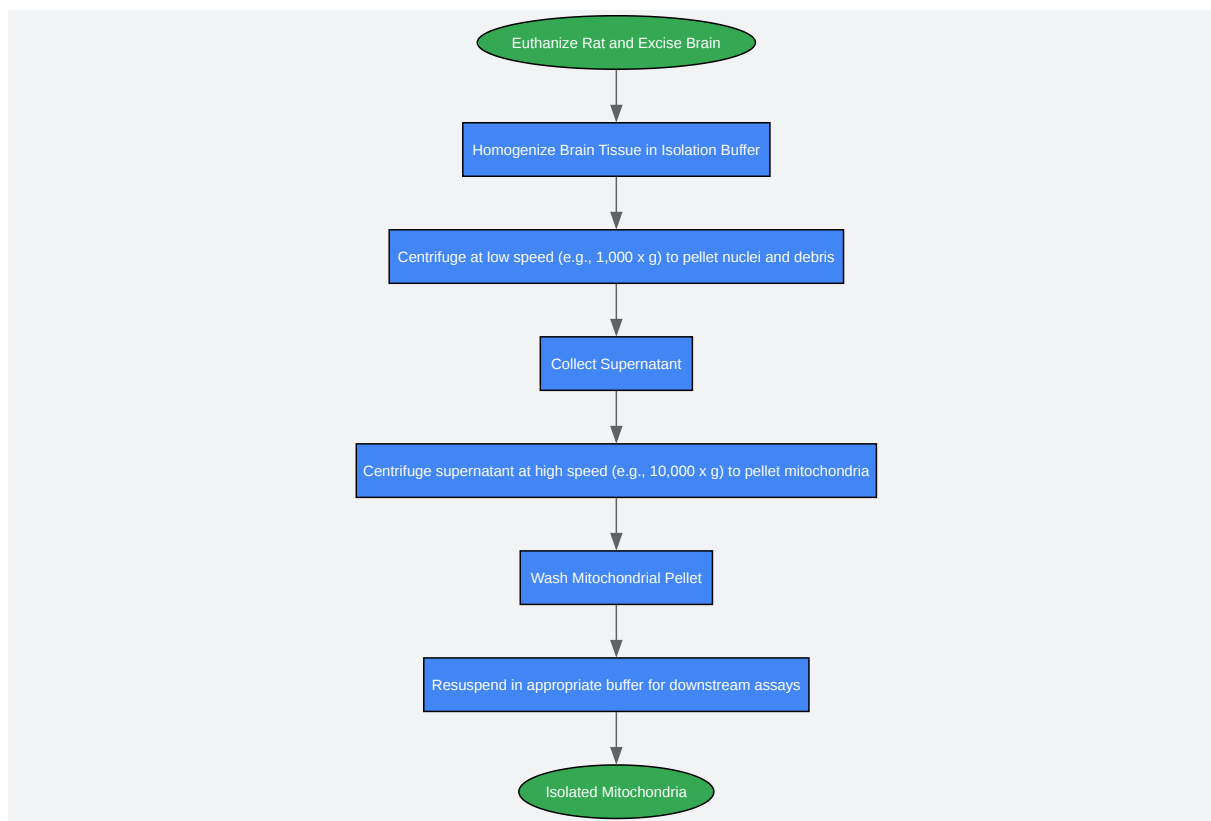 Euthanize Rat and Excise Brain
Homogenize Brain Tissue in Isolation Buffer
Centrifuge at low speed (e.g., 1,000 x g) to pellet nuclei and debris
Collect Supernatant
Centrifuge supernatant at high speed (e.g., 10,000 x g) to pellet mitochondria
Wash Mitochondrial Pellet
Resuspend in appropriate buffer for downstream assays
Isolated Mitochondria